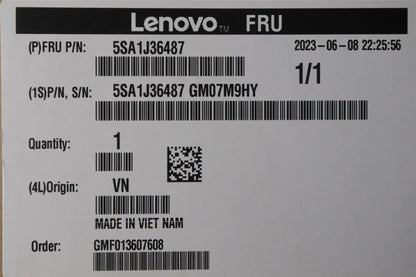 Lenovo™ FRU
(P)FRU P/N: 5SA1J36487 2023-06-08 22:25:56
1/1
(1S)P/N, S/N: 5SA1J36487 GM07M9HY
Quantity: 1
(4L)Origin: VN
MADE IN VIET NAM
Order: GMF013607608